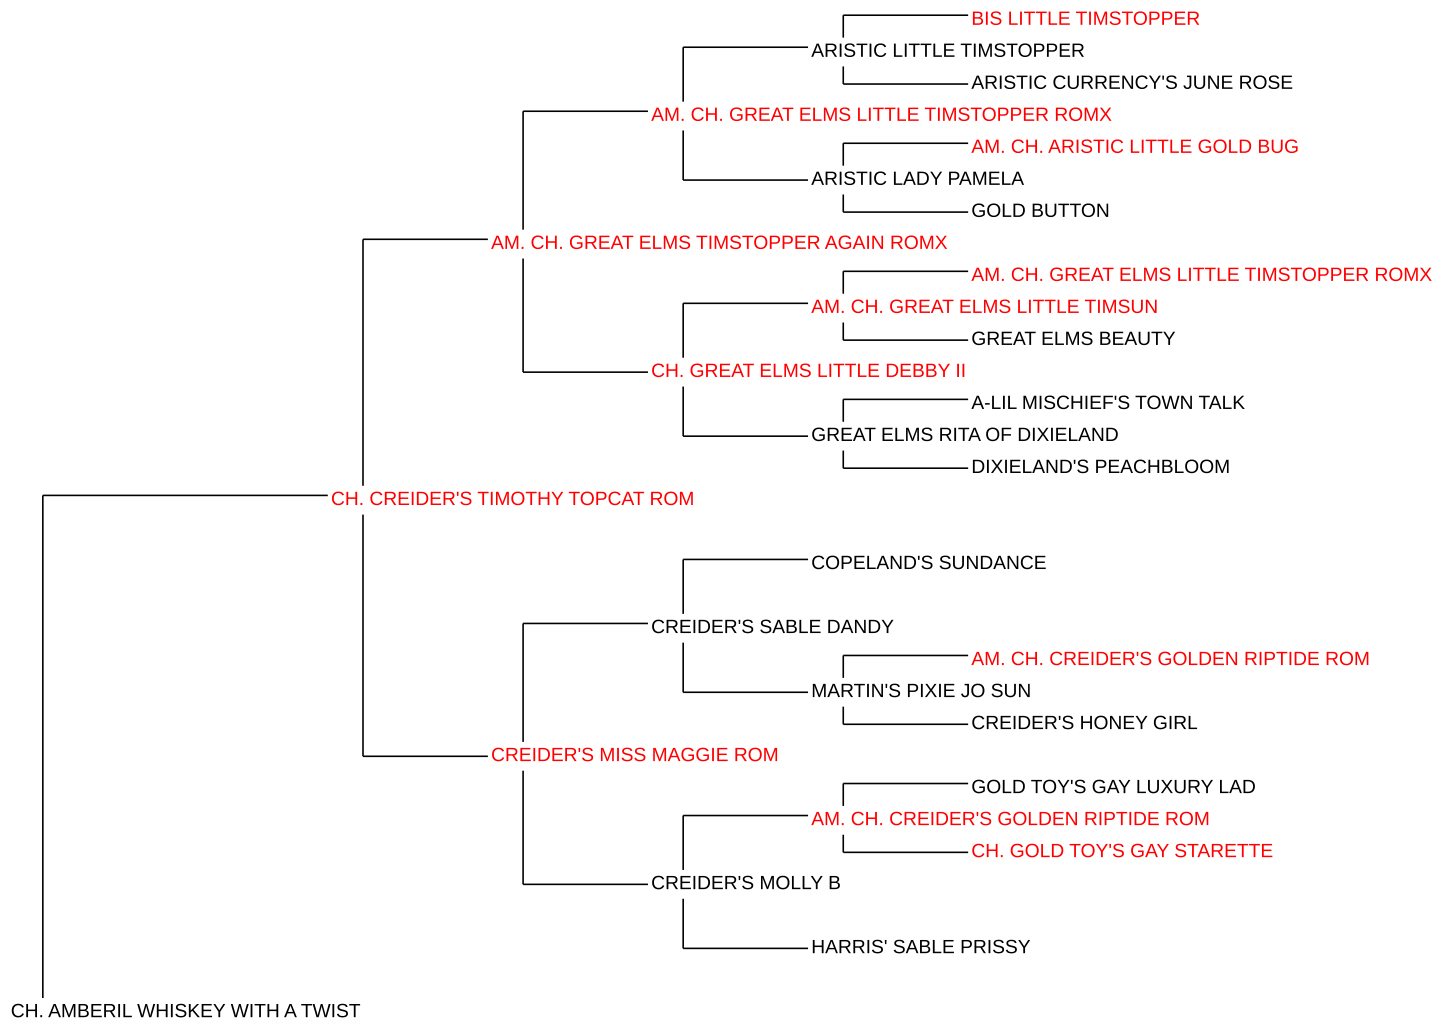 BIS LITTLE TIMSTOPPER
ARISTIC LITTLE TIMSTOPPER
ARISTIC CURRENCY'S JUNE ROSE
AM. CH. GREAT ELMS LITTLE TIMSTOPPER ROMX
AM. CH. ARISTIC LITTLE GOLD BUG
ARISTIC LADY PAMELA
GOLD BUTTON
AM. CH. GREAT ELMS TIMSTOPPER AGAIN ROMX
AM. CH. GREAT ELMS LITTLE TIMSTOPPER ROMX
AM. CH. GREAT ELMS LITTLE TIMSUN
GREAT ELMS BEAUTY
CH. GREAT ELMS LITTLE DEBBY II
A-LIL MISCHIEF'S TOWN TALK
GREAT ELMS RITA OF DIXIELAND
DIXIELAND'S PEACHBLOOM
CH. CREIDER'S TIMOTHY TOPCAT ROM
COPELAND'S SUNDANCE
CREIDER'S SABLE DANDY
AM. CH. CREIDER'S GOLDEN RIPTIDE ROM
MARTIN'S PIXIE JO SUN
CREIDER'S HONEY GIRL
CREIDER'S MISS MAGGIE ROM
GOLD TOY'S GAY LUXURY LAD
AM. CH. CREIDER'S GOLDEN RIPTIDE ROM
CH. GOLD TOY'S GAY STARETTE
CREIDER'S MOLLY B
HARRIS' SABLE PRISSY
CH. AMBERIL WHISKEY WITH A TWIST